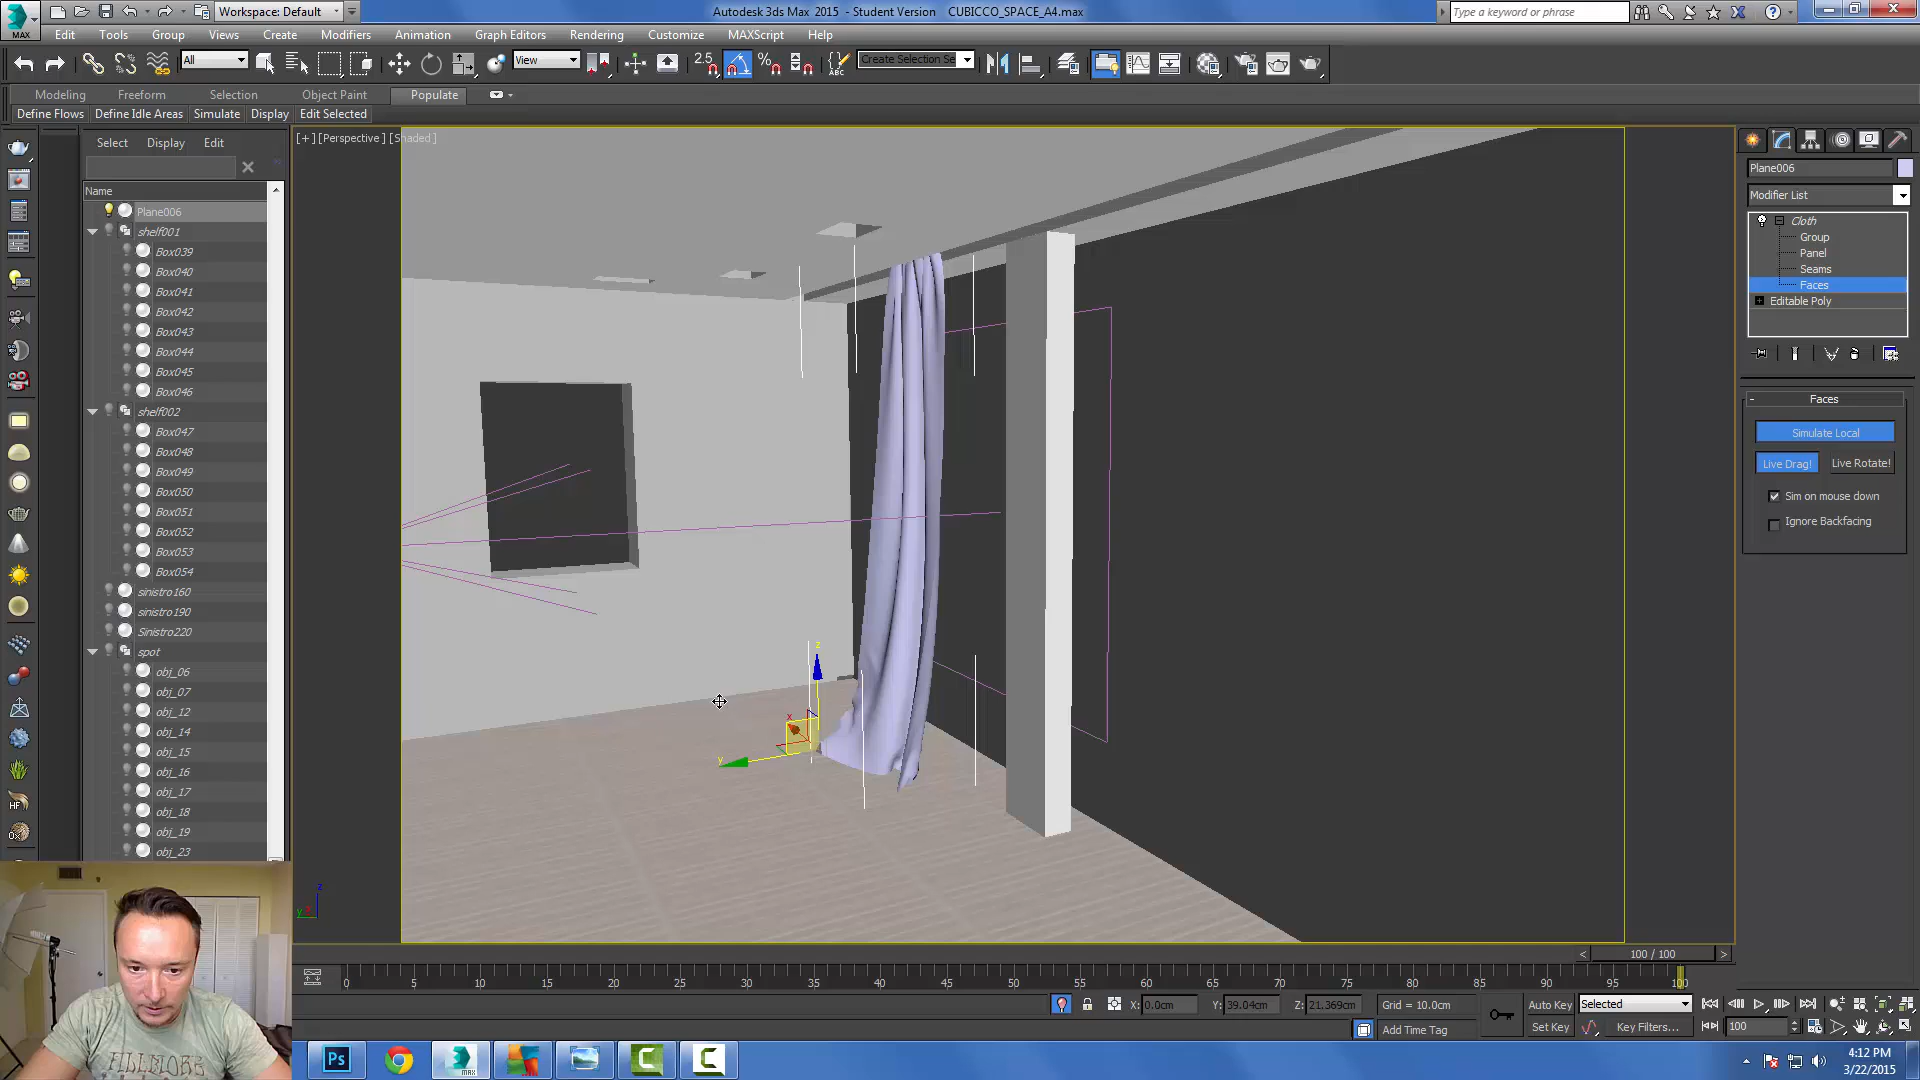 MAX
Workspace: Default
Autodesk 3ds Max 2015 - Student Version CUBICCO_SPACE_A4.max
Type a keyword or phrase
Edit Tools Group Views Create Modifiers Animation Graph Editors Rendering Customize MAXScript Help
All View 2.5 % ABC Create Selection Se
Modeling Freeform Selection Object Paint Populate
Define Flows Define Idle Areas Simulate Display Edit Selected
Select Display Edit
Name
Plane006
shelf001
Box039
Box040
Box041
Box042
Box043
Box044
Box045
Box046
shelf002
Box047
Box048
Box049
Box050
Box051
Box052
Box053
Box054
sinistro160
sinistro190
Sinistro220
spot
obj_06
obj_07
obj_12
obj_14
obj_15
obj_16
obj_17
obj_18
obj_19
obj_23
[+][Perspective][Shaded]
z
x
y
z
y
Plane006
Modifier List
Cloth
Group
Panel
Seams
Faces
Editable Poly
- Faces
Simulate Local
Live Drag! Live Rotate!
Sim on mouse down
Ignore Backfacing
< 100 / 100 >
0 5 10 15 20 25 30 35 40 45 50 55 60 65 70 75 80 85 90 95 100
X: 0.0cm Y: 39.04cm Z: 21.369cm Grid = 10.0cm Auto Key Selected
Add Time Tag Set Key Key Filters... 100
FILLMORE
Ps MAX C C
4:12 PM
3/22/2015